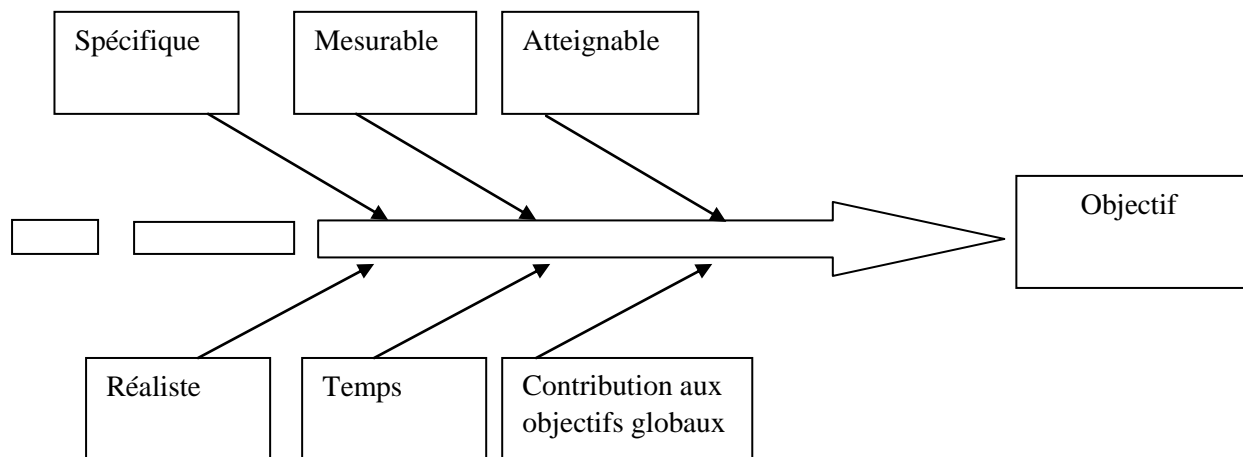 Spécifique
Mesurable
Atteignable
Objectif
Réaliste
Temps
Contribution aux
objectifs globaux